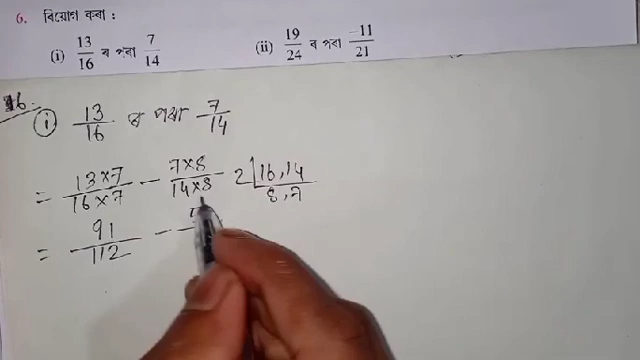 6. বিয়োগ কৰা :
(i) 13/16 ৰ পৰা 7/14 (ii) 19/24 ৰ পৰা -11/21
6.
(i) 13/16 ৰ পৰা 7/14
= 13×7/16×7 - 7×8/14×8 2 | 16, 14
8, 7
= 91/112 -